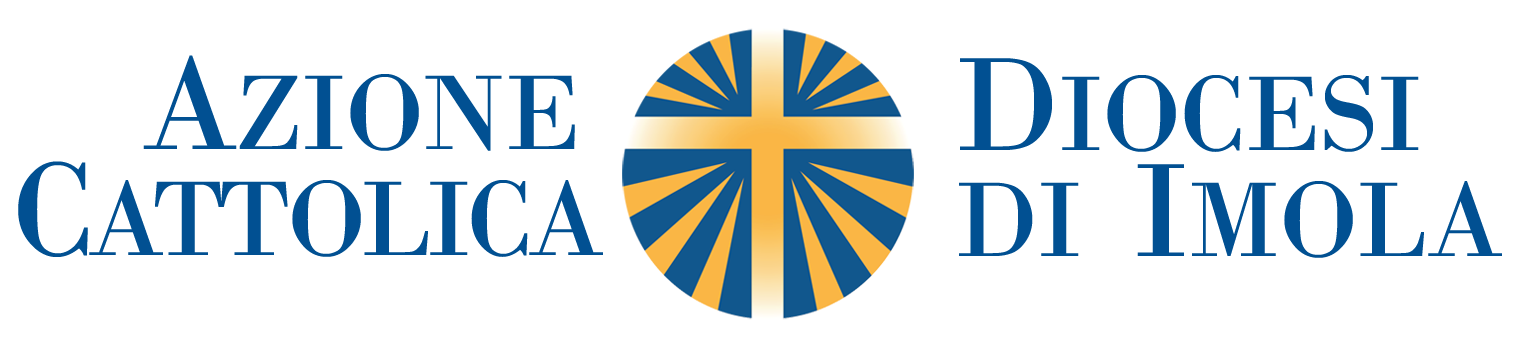 AZIONE
CATTOLICA
DIOCESI
DI IMOLA